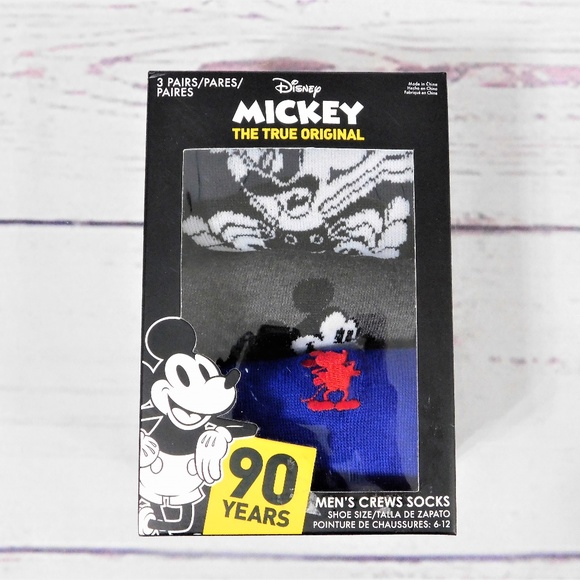 3 PAIRS/PARES/
PAIRES
Made in China
Hecho en China
Fabriqué en China
Disney
MICKEY
THE TRUE ORIGINAL
90
YEARS
MEN'S CREWS SOCKS
SHOE SIZE/TALLA DE ZAPATO
POINTURE DE CHAUSSURES: 6-12